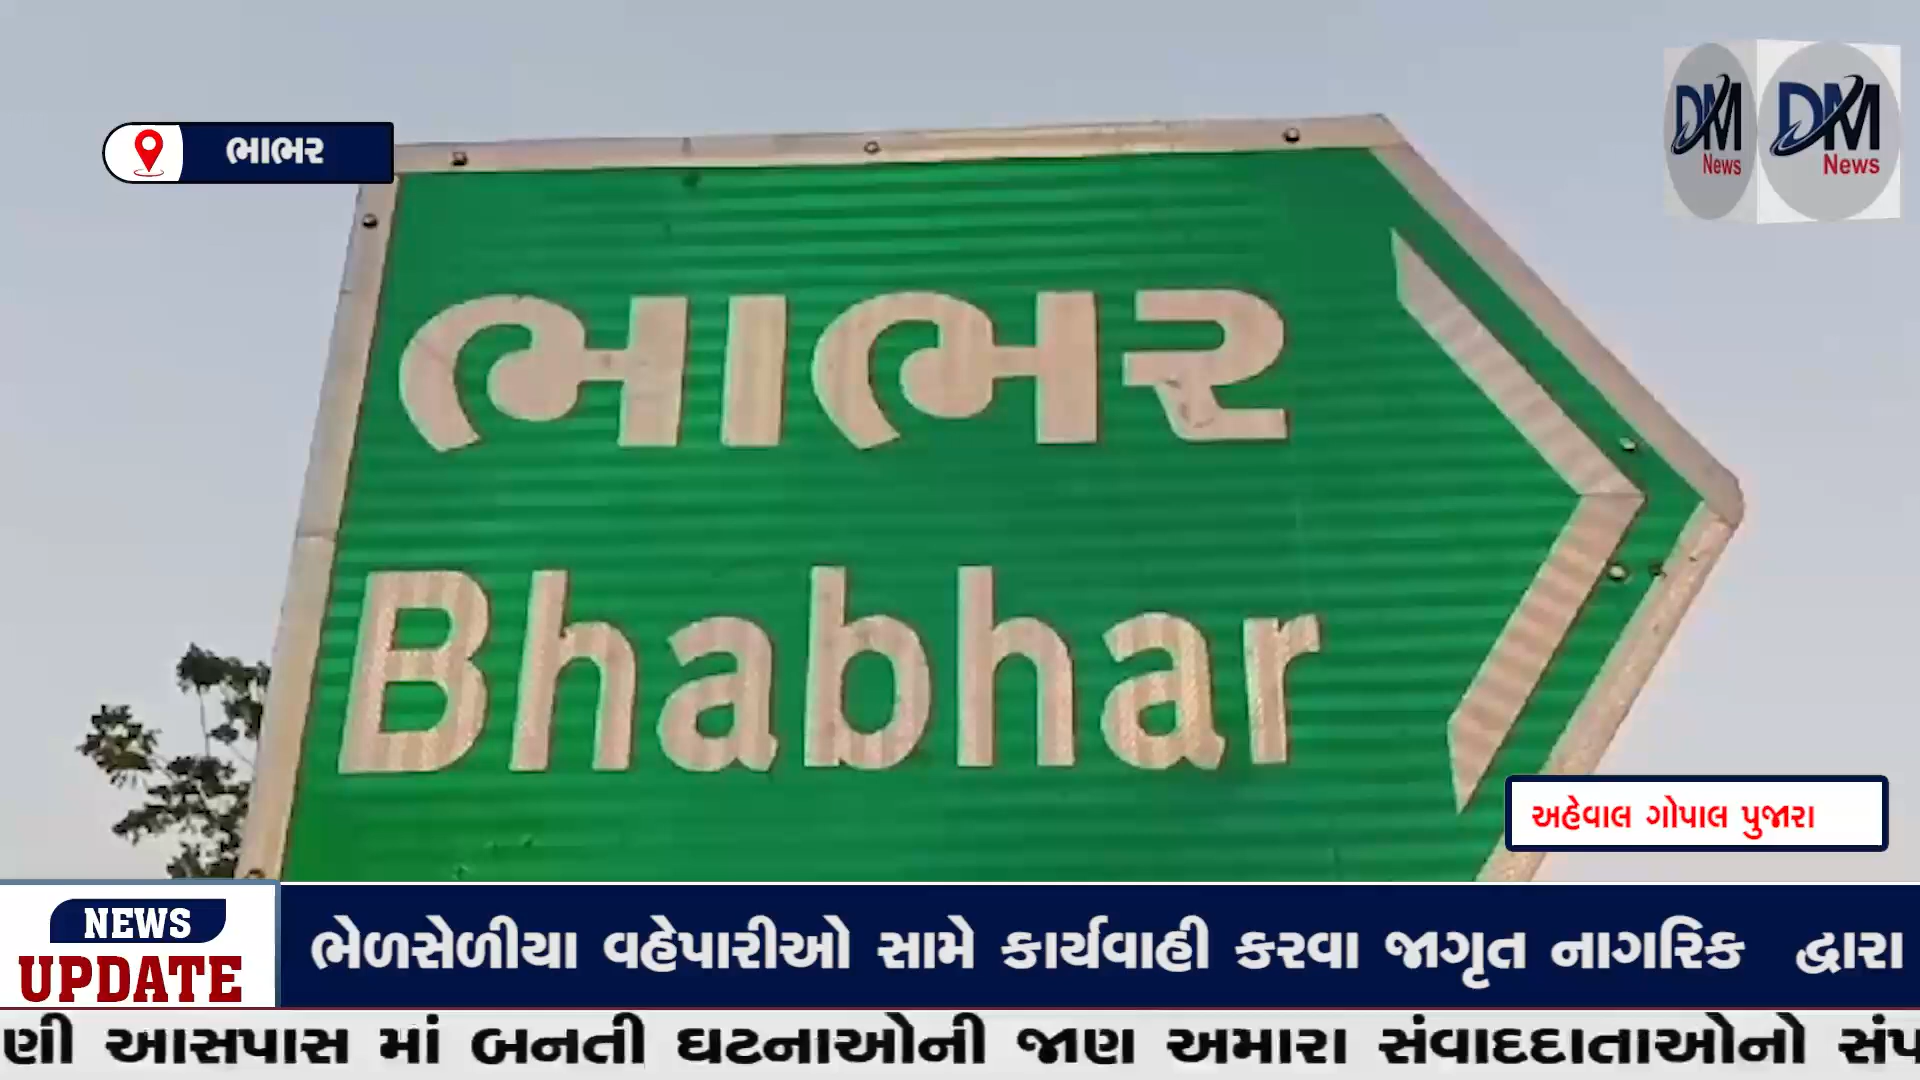 ભાભર
DM News
DM News
ભાભર
Bhabhar
અહેવાલ ગોપાલ પુજારા
NEWS
UPDATE
ભેળસેળીયા વહેપારીઓ સામે કાર્યવાહી કરવા જાગૃત નાગરિક દ્વારા
આસપાસ માં બનતી ઘટનાઓની જાણ અમારા સંવાદદાતાઓનો